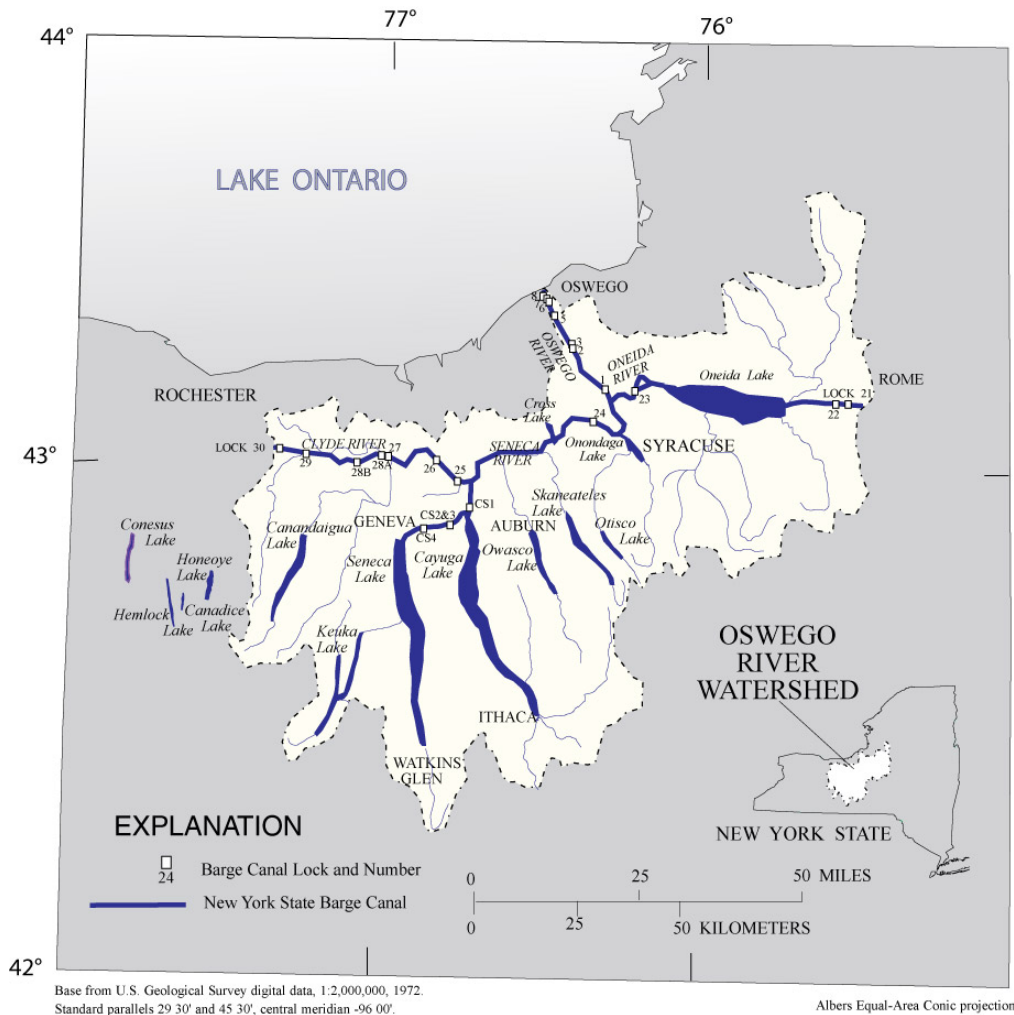 77°
76°
44°
LAKE ONTARIO
OSWEGO
8
6
5
3
2
OSWEGO
RIVER
1
ONEIDA
RIVER
Oneida Lake
ROME
LOCK 21
22
23
ROCHESTER
Cross
Lake
24
43°
LOCK 30
CLYDE RIVER
27
29
28B
28A
26
25
SENECA
RIVER
Onondaga
Lake
SYRACUSE
CS1
CS2&3
CS4
GENEVA
AUBURN
Skaneateles
Lake
Otisco
Lake
Conesus
Lake
Canandaigua
Lake
Seneca
Lake
Cayuga
Lake
Owasco
Lake
Honeoye
Lake
Hemlock
Lake
Canadice
Lake
Keuka
Lake
ITHACA
WATKINS
GLEN
OSWEGO
RIVER
WATERSHED
NEW YORK STATE
EXPLANATION
24
Barge Canal Lock and Number
New York State Barge Canal
0 25 50 MILES
0 25 50 KILOMETERS
42°
Base from U.S. Geological Survey digital data, 1:2,000,000, 1972.
Standard parallels 29 30' and 45 30', central meridian -96 00'.
Albers Equal-Area Conic projection